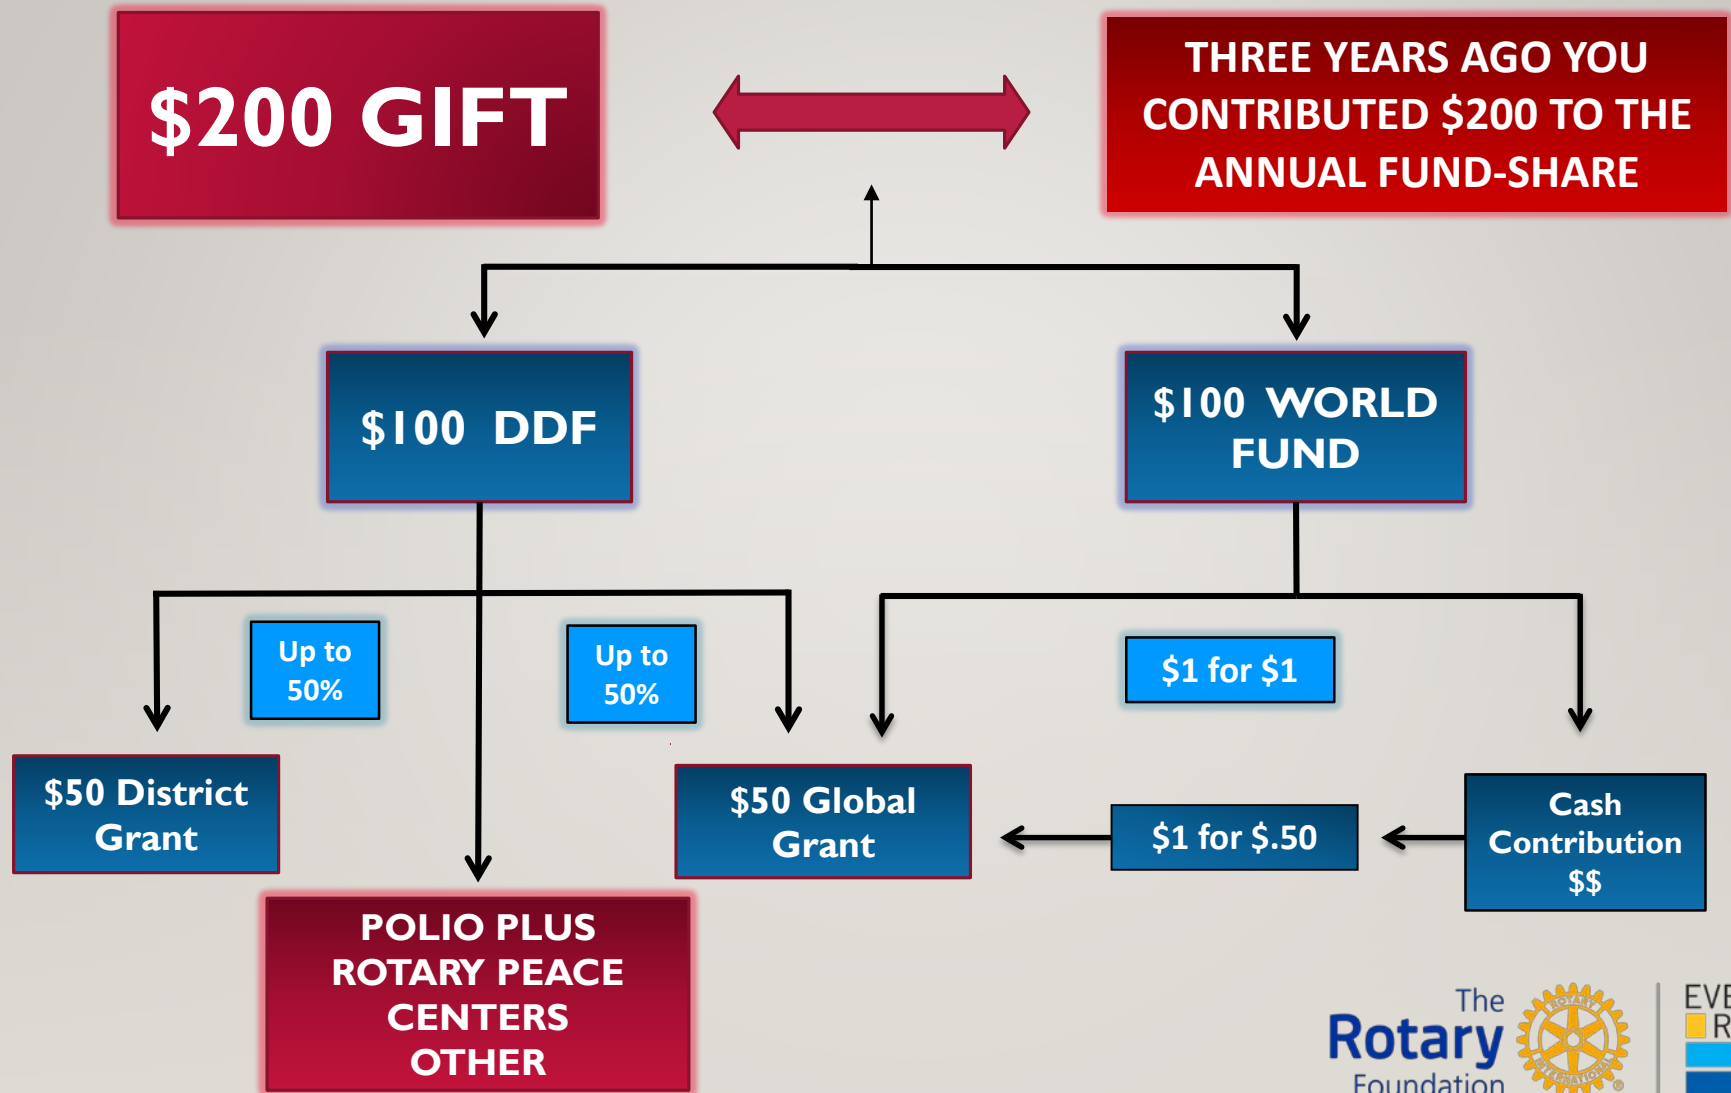 $200 GIFT
THREE YEARS AGO YOU
CONTRIBUTED $200 TO THE
ANNUAL FUND-SHARE
$100 DDF
$100 WORLD
FUND
Up to
50%
Up to
50%
$1 for $1
$50 District
Grant
$50 Global
Grant
$1 for $.50
Cash
Contribution
$$
POLIO PLUS
ROTARY PEACE
CENTERS
OTHER
The
Rotary
Foundation
ROTARY
INTERNATIONAL
®